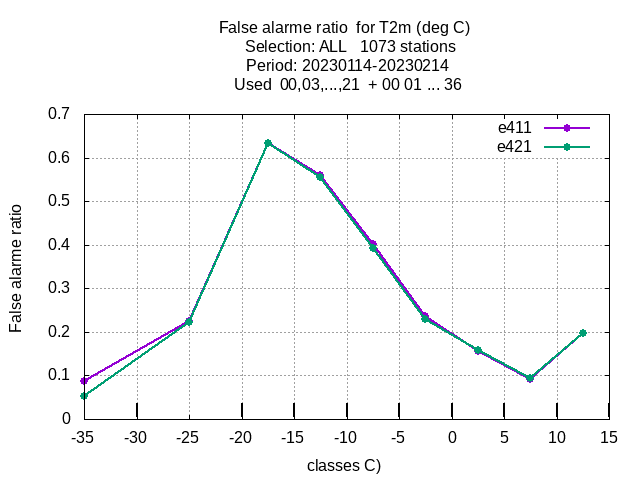 False alarme ratio  for T2m (deg C)
Selection: ALL   1073 stations
Period: 20230114-20230214
Used  00,03,...,21  + 00 01 ... 36
0.7
0.6
0.5
0.4
0.3
0.2
0.1
0
False alarme ratio
e411
e421
-35 -30 -25 -20 -15 -10 -5 0 5 10 15
classes C)